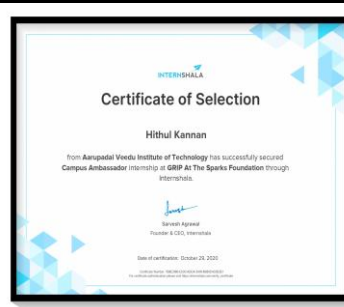 INTERNSHALA
Certificate of Selection
Hithul Kannan
from Aarupadai Veedu Institute of Technology has successfully secured
Campus Ambassador internship at GRIP At The Sparks Foundation through
Internshala.
Sarvesh Agrawal
Founder & CEO, Internshala
Date of certification: October 29, 2020